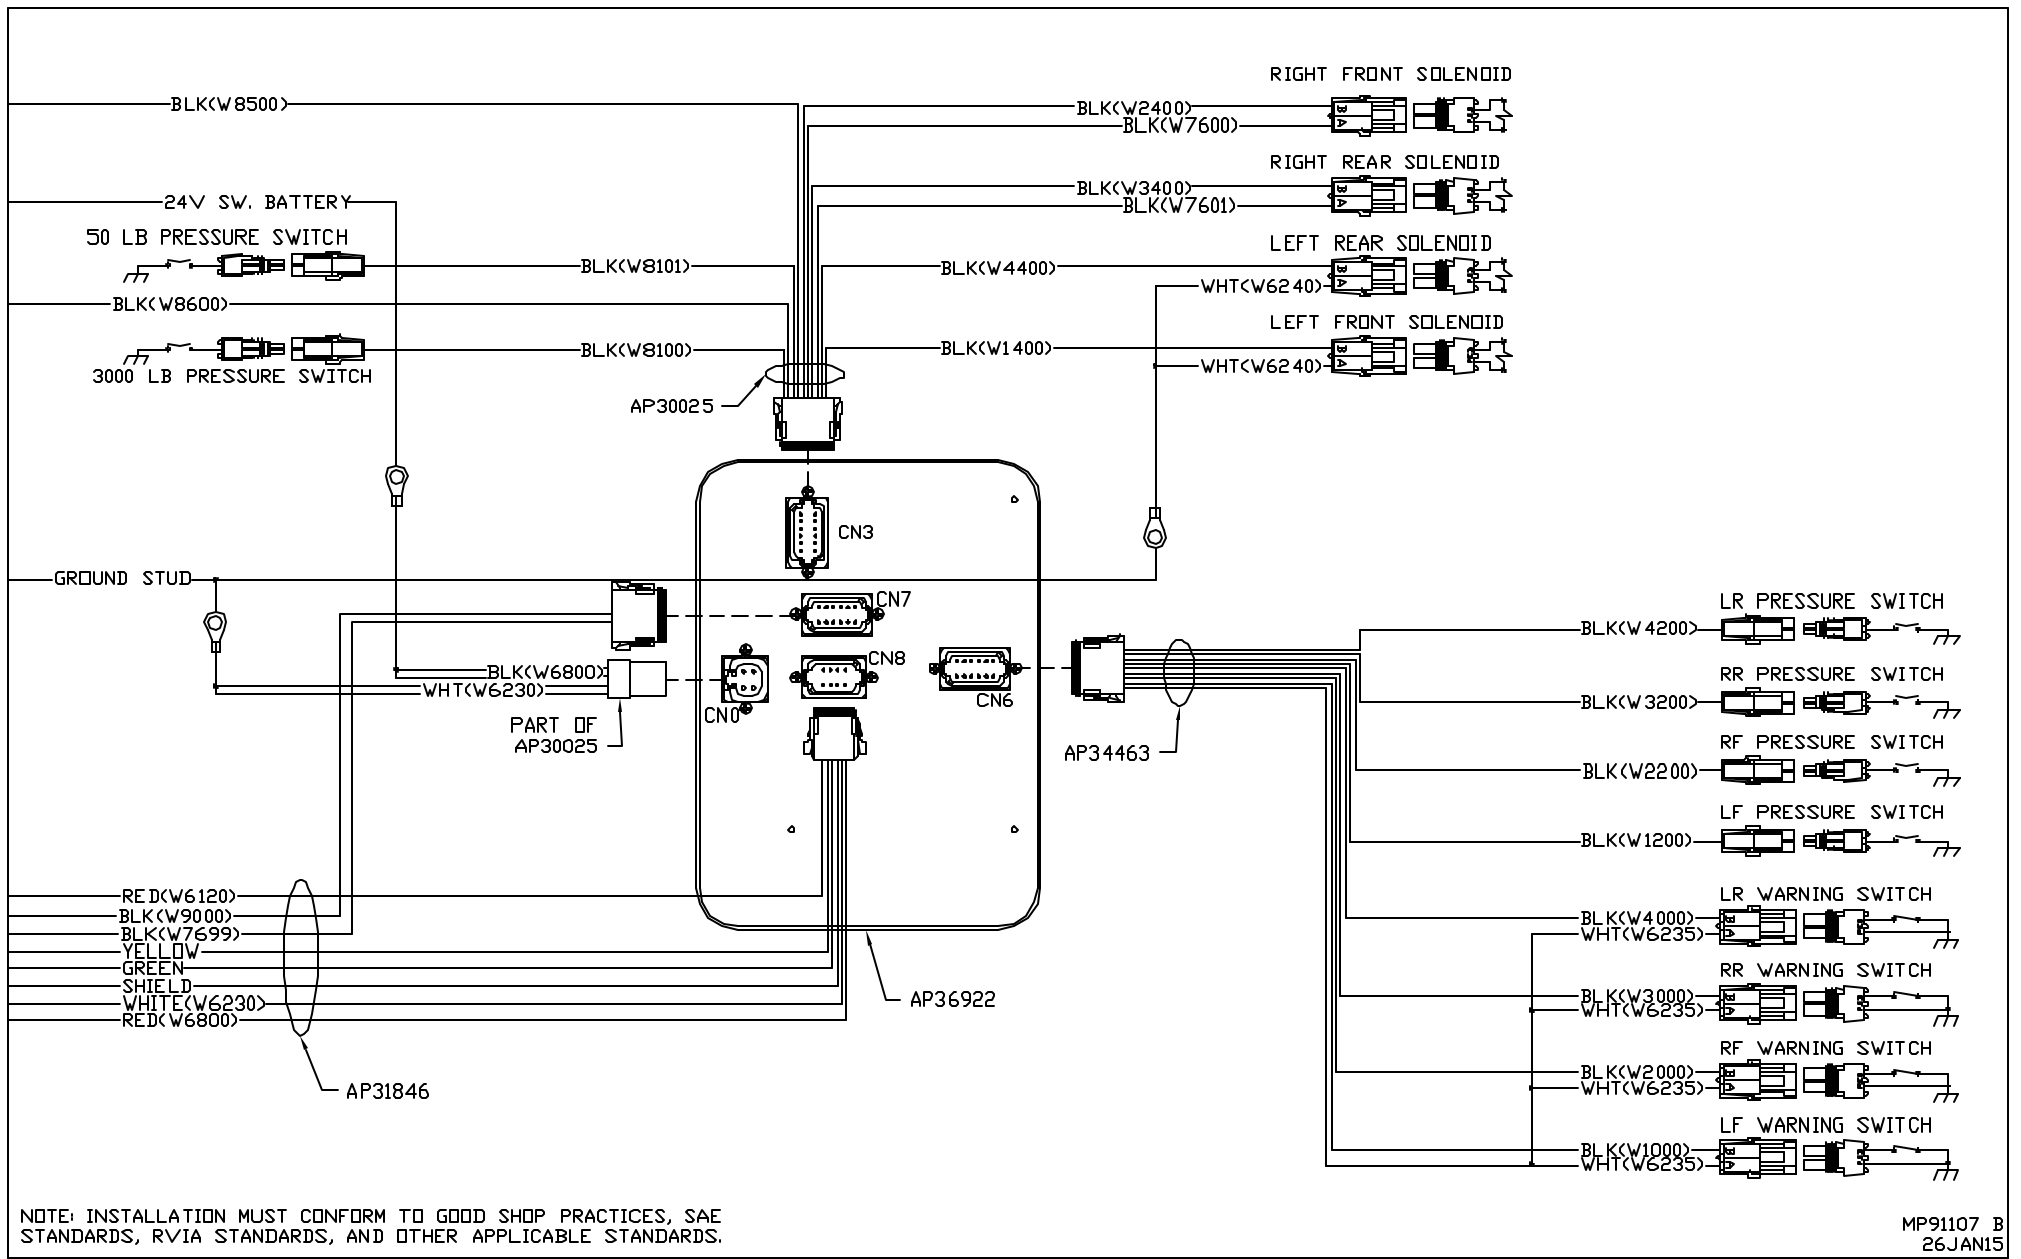 RIGHT FRONT SOLENOID
BLK(W8500)
BLK(W2400)
B
A
BLK(W7600)
RIGHT REAR SOLENOID
BLK(W3400)
B
A
BLK(W7601)
24V SW. BATTERY
50 LB PRESSURE SWITCH
LEFT REAR SOLENOID
BLK(W8101)
BLK(W4400)
B
A
WHT(W6240)
BLK(W8600)
LEFT FRONT SOLENOID
BLK(W8100)
BLK(W1400)
B
A
WHT(W6240)
3000 LB PRESSURE SWITCH
AP30025
CN3
GROUND STUD
CN7
LR PRESSURE SWITCH
BLK(W4200)
CN8
BLK(W6800)
WHT(W6230)
CN6
CN0
RR PRESSURE SWITCH
BLK(W3200)
PART OF
AP30025
AP34463
RF PRESSURE SWITCH
BLK(W2200)
LF PRESSURE SWITCH
BLK(W1200)
RED(W6120)
BLK(W9000)
BLK(W7699)
YELLOW
GREEN
SHIELD
WHITE(W6230)
RED(W6800)
LR WARNING SWITCH
BLK(W4000)
B
A
WHT(W6235)
RR WARNING SWITCH
BLK(W3000)
B
A
WHT(W6235)
AP36922
RF WARNING SWITCH
BLK(W2000)
B
A
WHT(W6235)
AP31846
LF WARNING SWITCH
BLK(W1000)
B
A
WHT(W6235)
NOTE: INSTALLATION MUST CONFORM TO GOOD SHOP PRACTICES, SAE
STANDARDS, RVIA STANDARDS, AND OTHER APPLICABLE STANDARDS.
MP91107 B
26JAN15